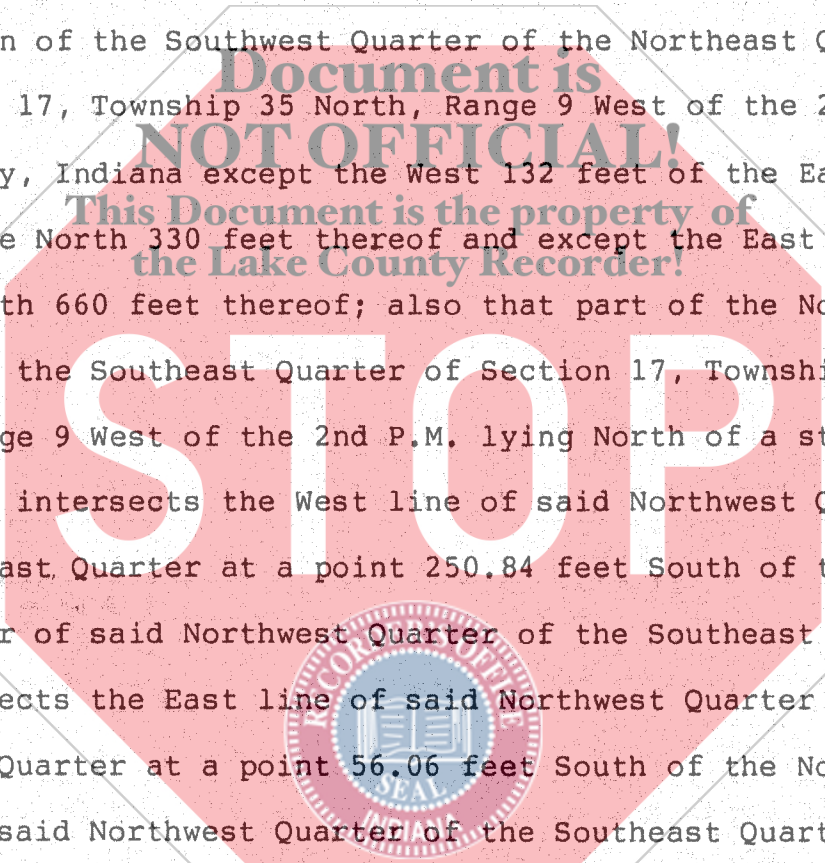 n of the Southwest Quarter of the Northeast Q
Document is
17, Township 35 North, Range 9 West of the 2
NOT OFFICIAL!
y, Indiana except the West 132 feet of the Ea
This Document is the property of
e North 330 feet thereof and except the East
the Lake County Recorder!
th 660 feet thereof; also that part of the No
the Southeast Quarter of Section 17, Townshi
STOP
ge 9 West of the 2nd P.M. lying North of a st
intersects the West line of said Northwest Q
ast Quarter at a point 250.84 feet South of t
r of said Northwest Quarter of the Southeast
ects the East line of said Northwest Quarter
Quarter at a point 56.06 feet South of the No
said Northwest Quarter of the Southeast Quart
RECORDER'S OFFICE
SEAL
INDIANA